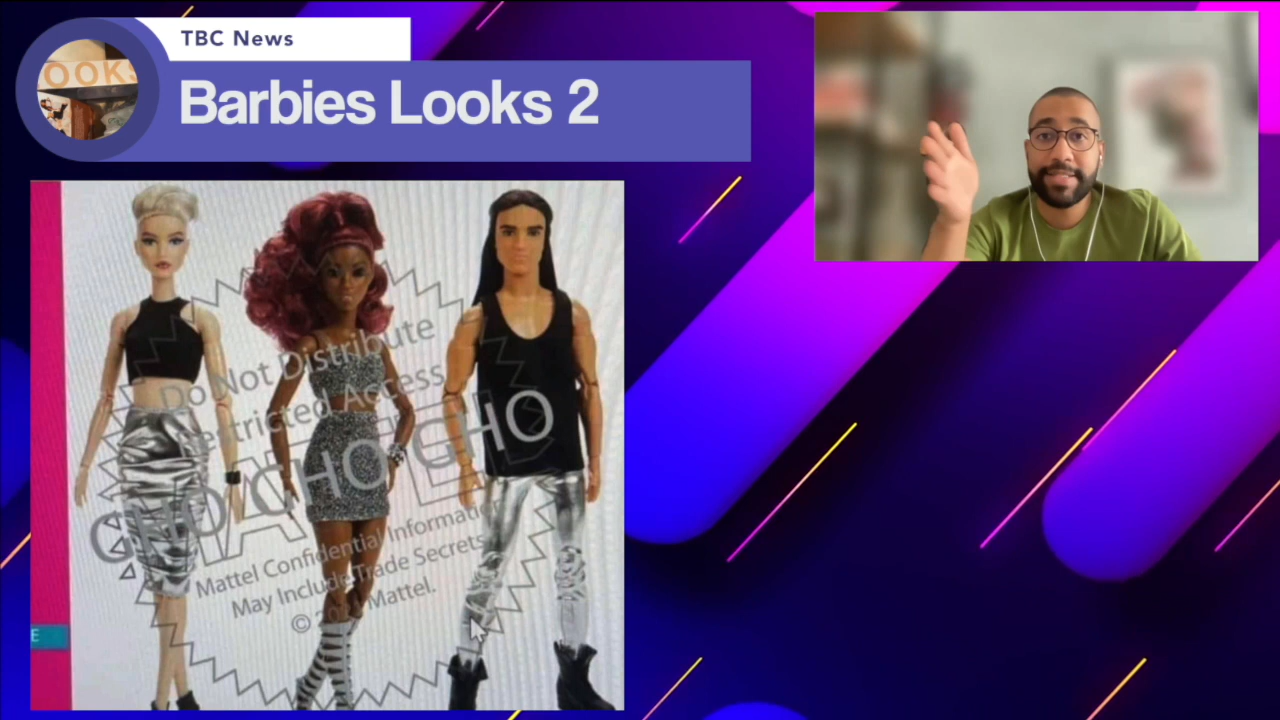 TBC News
OOKS
Barbies Looks 2
Do Not Distribute
Restricted Access
CHO CHO CHO
Mattel Confidential Information
May Include Trade Secrets
© Mattel.
E